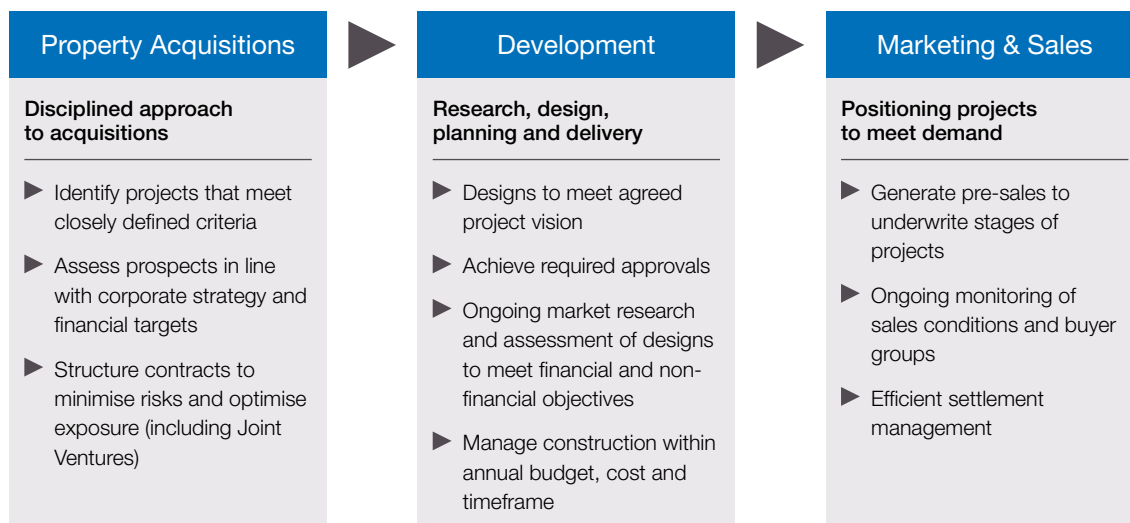 Property Acquisitions
Disciplined approach
to acquisitions
Identify projects that meet
closely defined criteria
Assess prospects in line
with corporate strategy and
financial targets
Structure contracts to
minimise risks and optimise
exposure (including Joint
Ventures)
Development
Research, design,
planning and delivery
Designs to meet agreed
project vision
Achieve required approvals
Ongoing market research
and assessment of designs
to meet financial and non-
financial objectives
Manage construction within
annual budget, cost and
timeframe
Marketing & Sales
Positioning projects
to meet demand
Generate pre-sales to
underwrite stages of
projects
Ongoing monitoring of
sales conditions and buyer
groups
Efficient settlement
management